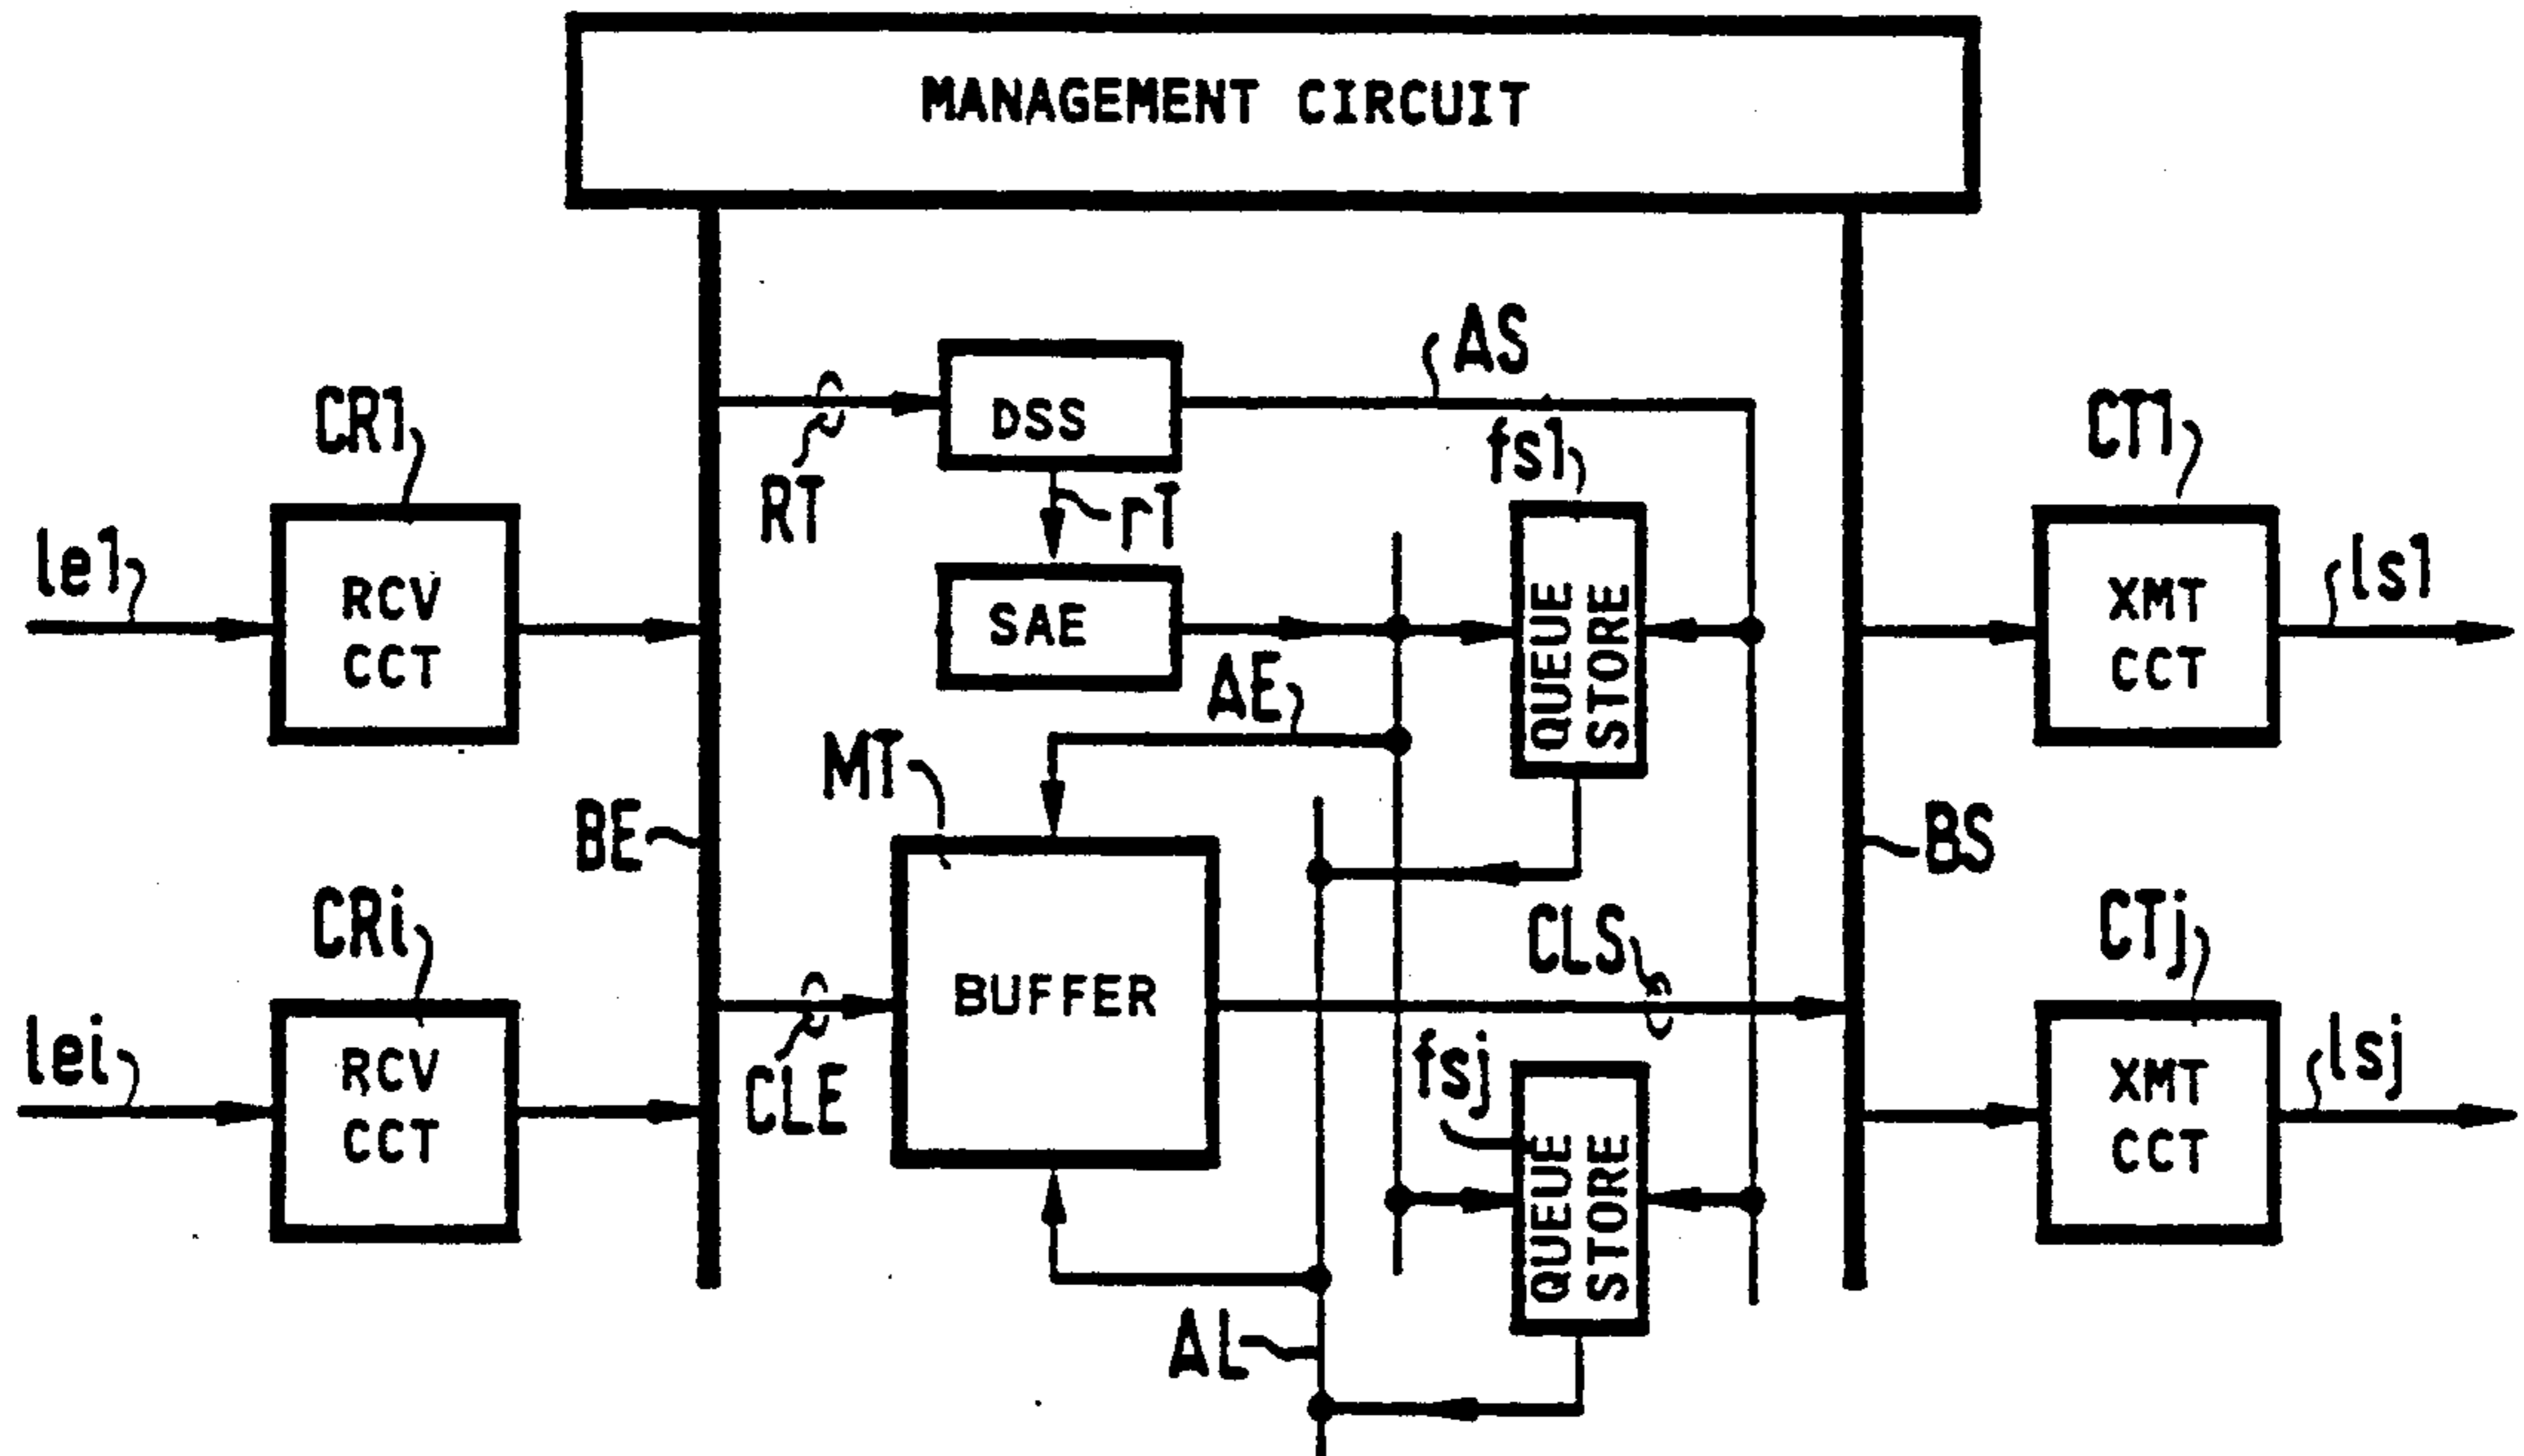 MANAGEMENT CIRCUIT
AS
CR1
DSS
fs1
CT1
RT
rT
le1
RCV
CCT
SAE
QUEUE
STORE
XMT
CCT
ls1
AE
MT
BE
BS
CRi
CLS
CTj
BUFFER
lei
RCV
CCT
CLE
fsj
XMT
CCT
lsj
QUEUE
STORE
AL